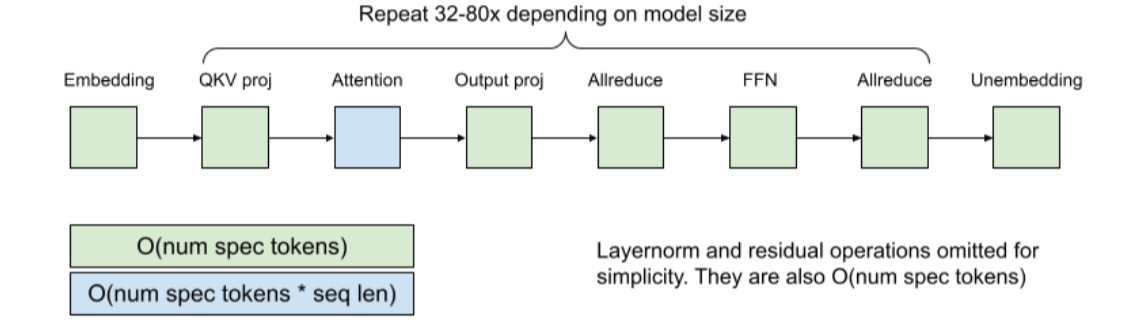 Repeat 32-80x depending on model size
Embedding
QKV proj
Attention
Output proj
Allreduce
FFN
Allreduce
Unembedding
O(num spec tokens)
O(num spec tokens * seq len)
Layernorm and residual operations omitted for
simplicity. They are also O(num spec tokens)